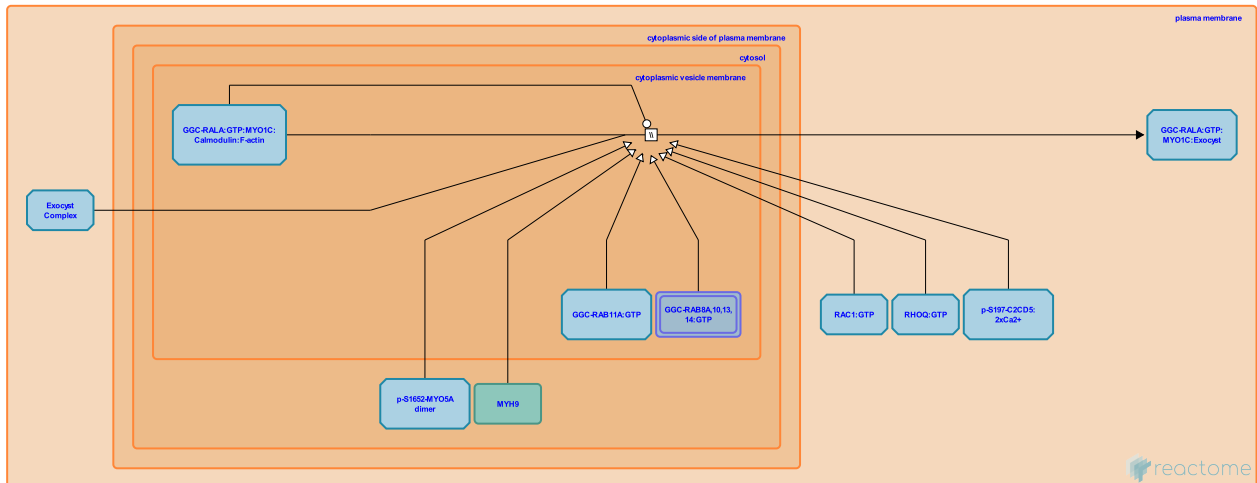 plasma membrane
cytoplasmic side of plasma membrane
cytosol
cytoplasmic vesicle membrane
GGC-RALA:GTP:MYO1C:
Calmodulin:F-actin
\\
GGC-RALA:GTP:
MYO1C:Exocyst
Exocyst
Complex
GGC-RAB11A:GTP
GGC-RAB8A,10,13,
14:GTP
RAC1:GTP
RHOQ:GTP
p-S197-C2CD5:
2xCa2+
p-S1652-MYO5A
dimer
MYH9
reactome